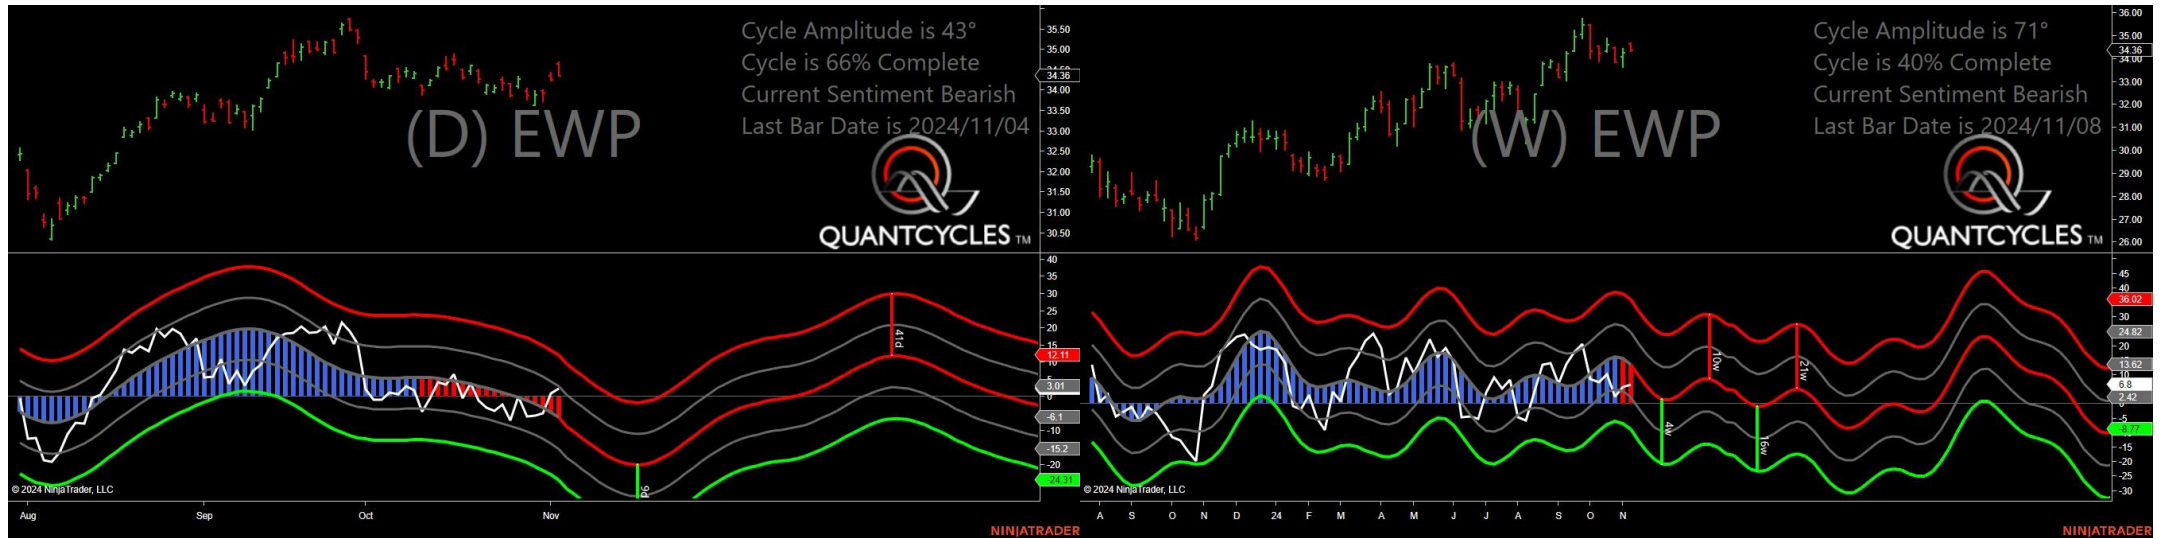 Cycle Amplitude is 43°
Cycle is 66% Complete
Current Sentiment Bearish
Last Bar Date is 2024/11/04
(D) EWP
QUANTCYCLES TM
35.50
35.00
34.36
34.00
33.50
33.00
32.50
32.00
31.50
31.00
30.50
40
35
30
25
20
15
12.11
5
3.01
0
-6.1
-10
-15.2
-20
-24.31
41d
9d
© 2024 NinjaTrader, LLC
Aug
Sep
Oct
Nov
NINJATRADER
Cycle Amplitude is 71°
Cycle is 40% Complete
Current Sentiment Bearish
Last Bar Date is 2024/11/08
(W) EWP
QUANTCYCLES TM
36.00
35.00
34.36
34.00
33.00
32.00
31.00
30.00
29.00
28.00
27.00
26.00
45
40
36.02
30
24.82
20
13.62
10
6.8
2.42
0
-5
-8.77
-15
-20
-25
-30
10w
21w
4w
16w
© 2024 NinjaTrader, LLC
A S O N D 24 F M A M J J A S O N
NINJATRADER